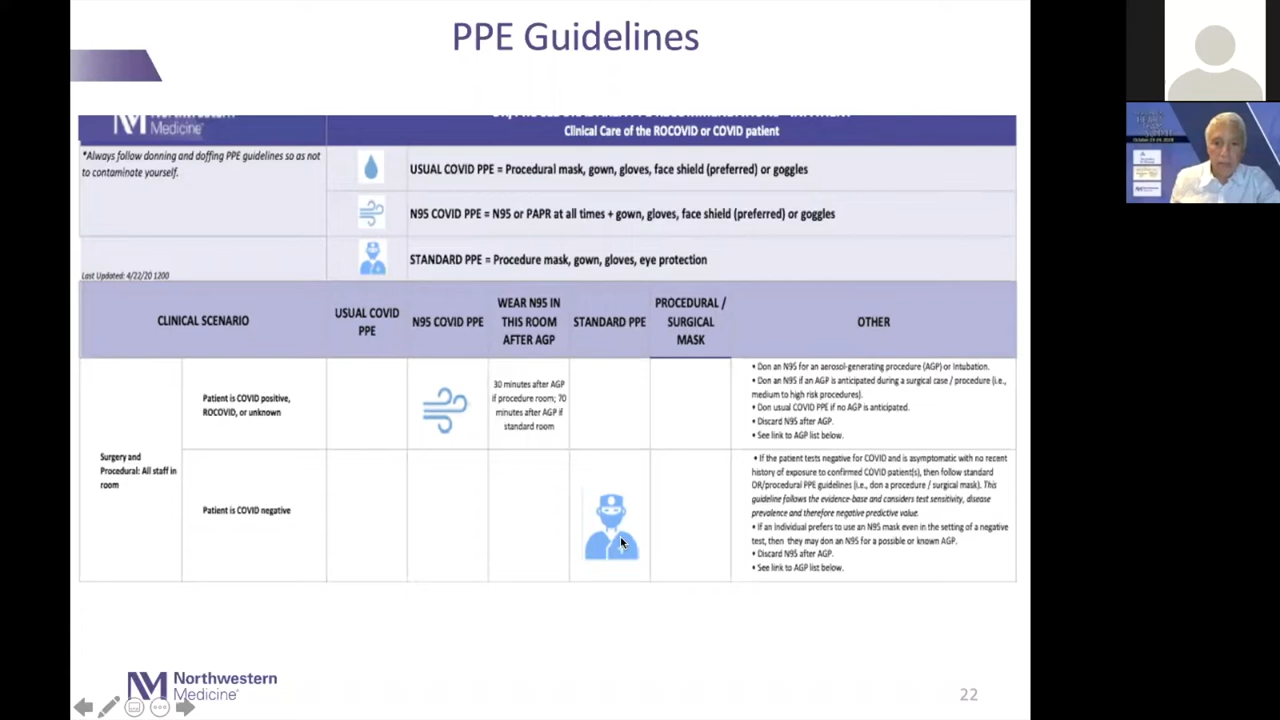 PPE Guidelines
Northwestern
Medicine
Clinical Care of the ROCOVID or COVID patient
*Always follow donning and doffing PPE guidelines so as not
to contaminate yourself.
USUAL COVID PPE = Procedural mask, gown, gloves, face shield (preferred) or goggles
N95 COVID PPE = N95 or PAPR at all times + gown, gloves, face shield (preferred) or goggles
STANDARD PPE = Procedure mask, gown, gloves, eye protection
Last Updated: 4/22/20 1200
CLINICAL SCENARIO
USUAL COVID
PPE
N95 COVID PPE
WEAR N95 IN
THIS ROOM
AFTER AGP
STANDARD PPE
PROCEDURAL /
SURGICAL
MASK
OTHER
Surgery and
Procedural: All staff in
room
Patient is COVID positive,
ROCOVID, or unknown
30 minutes after AGP
if procedure room; 70
minutes after AGP if
standard room
• Don an N95 for an aerosol-generating procedure (AGP) or Intubation.
• Don an N95 if an AGP is anticipated during a surgical case / procedure (i.e.,
medium to high risk procedures).
• Don usual COVID PPE if no AGP is anticipated.
• Discard N95 after AGP.
• See link to AGP list below.
Patient is COVID negative
• If the patient tests negative for COVID and is asymptomatic with no recent
history of exposure to confirmed COVID patient(s), then follow standard
OR/procedural PPE guidelines (i.e., don a procedure / surgical mask). This
guideline follows the evidence-base and considers test sensitivity, disease
prevalence and therefore negative predictive value.
• If an Individual prefers to use an N95 mask even in the setting of a negative
test, then they may don an N95 for a possible or known AGP.
• Discard N95 after AGP.
• See link to AGP list below.
Northwestern
Medicine
22